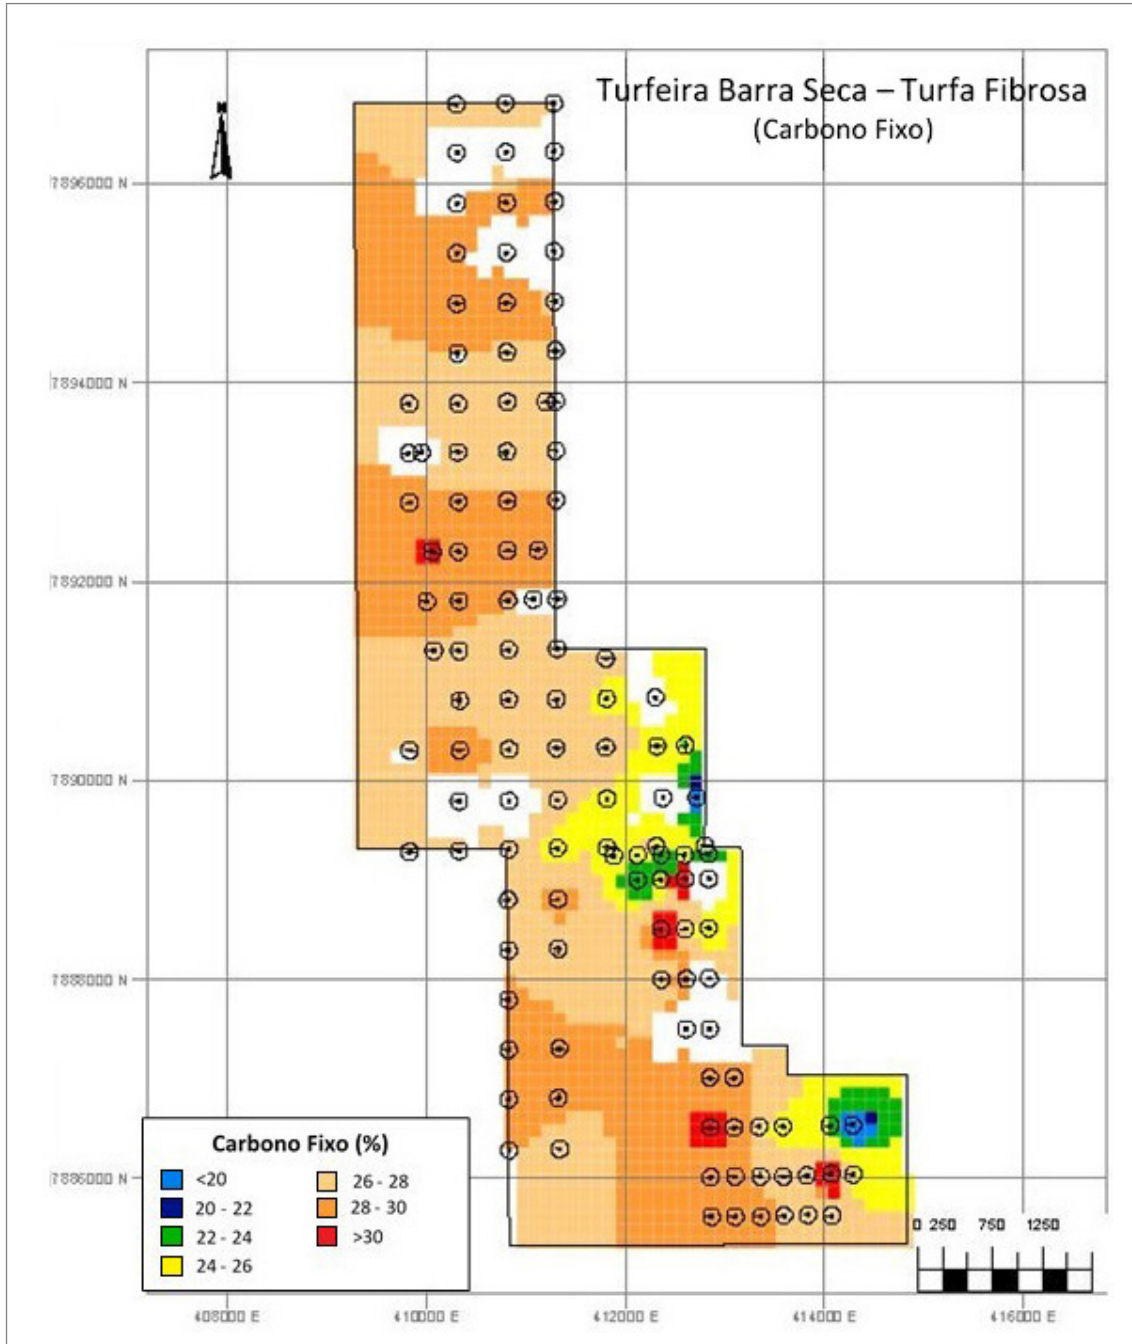 Turfeira Barra Seca – Turfa Fibrosa
(Carbono Fixo)
N
7896000 N
7894000 N
7892000 N
7890000 N
7888000 N
7886000 N
Carbono Fixo (%)
<20
20 - 22
22 - 24
24 - 26
26 - 28
28 - 30
>30
0 250 750 1250
408000 E 410000 E 412000 E 414000 E 416000 E